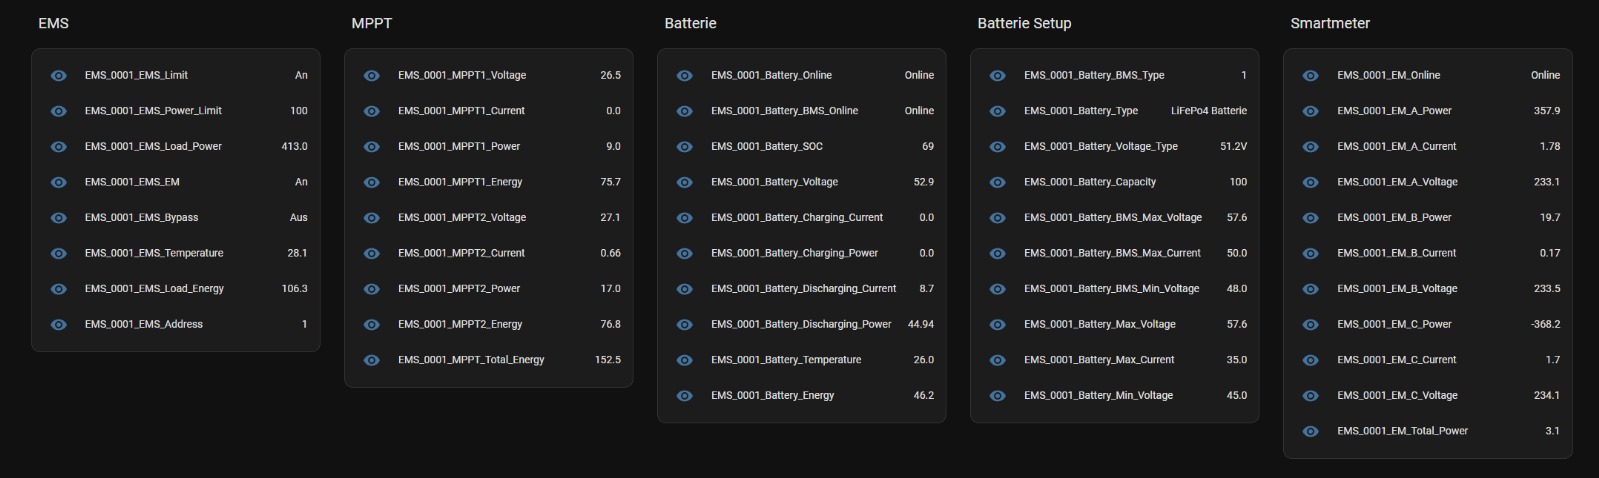 EMS
EMS_0001_EMS_Limit An
EMS_0001_EMS_Power_Limit 100
EMS_0001_EMS_Load_Power 413.0
EMS_0001_EMS_EM An
EMS_0001_EMS_Bypass Aus
EMS_0001_EMS_Temperature 28.1
EMS_0001_EMS_Load_Energy 106.3
EMS_0001_EMS_Address 1
MPPT
EMS_0001_MPPT1_Voltage 26.5
EMS_0001_MPPT1_Current 0.0
EMS_0001_MPPT1_Power 9.0
EMS_0001_MPPT1_Energy 75.7
EMS_0001_MPPT2_Voltage 27.1
EMS_0001_MPPT2_Current 0.66
EMS_0001_MPPT2_Power 17.0
EMS_0001_MPPT2_Energy 76.8
EMS_0001_MPPT_Total_Energy 152.5
Batterie
EMS_0001_Battery_Online Online
EMS_0001_Battery_BMS_Online Online
EMS_0001_Battery_SOC 69
EMS_0001_Battery_Voltage 52.9
EMS_0001_Battery_Charging_Current 0.0
EMS_0001_Battery_Charging_Power 0.0
EMS_0001_Battery_Discharging_Current 8.7
EMS_0001_Battery_Discharging_Power 44.94
EMS_0001_Battery_Temperature 26.0
EMS_0001_Battery_Energy 46.2
Batterie Setup
EMS_0001_Battery_BMS_Type 1
EMS_0001_Battery_Type LiFePo4 Batterie
EMS_0001_Battery_Voltage_Type 51.2V
EMS_0001_Battery_Capacity 100
EMS_0001_Battery_BMS_Max_Voltage 57.6
EMS_0001_Battery_BMS_Max_Current 50.0
EMS_0001_Battery_BMS_Min_Voltage 48.0
EMS_0001_Battery_Max_Voltage 57.6
EMS_0001_Battery_Max_Current 35.0
EMS_0001_Battery_Min_Voltage 45.0
Smartmeter
EMS_0001_EM_Online Online
EMS_0001_EM_A_Power 357.9
EMS_0001_EM_A_Current 1.78
EMS_0001_EM_A_Voltage 233.1
EMS_0001_EM_B_Power 19.7
EMS_0001_EM_B_Current 0.17
EMS_0001_EM_B_Voltage 233.5
EMS_0001_EM_C_Power -368.2
EMS_0001_EM_C_Current 1.7
EMS_0001_EM_C_Voltage 234.1
EMS_0001_EM_Total_Power 3.1